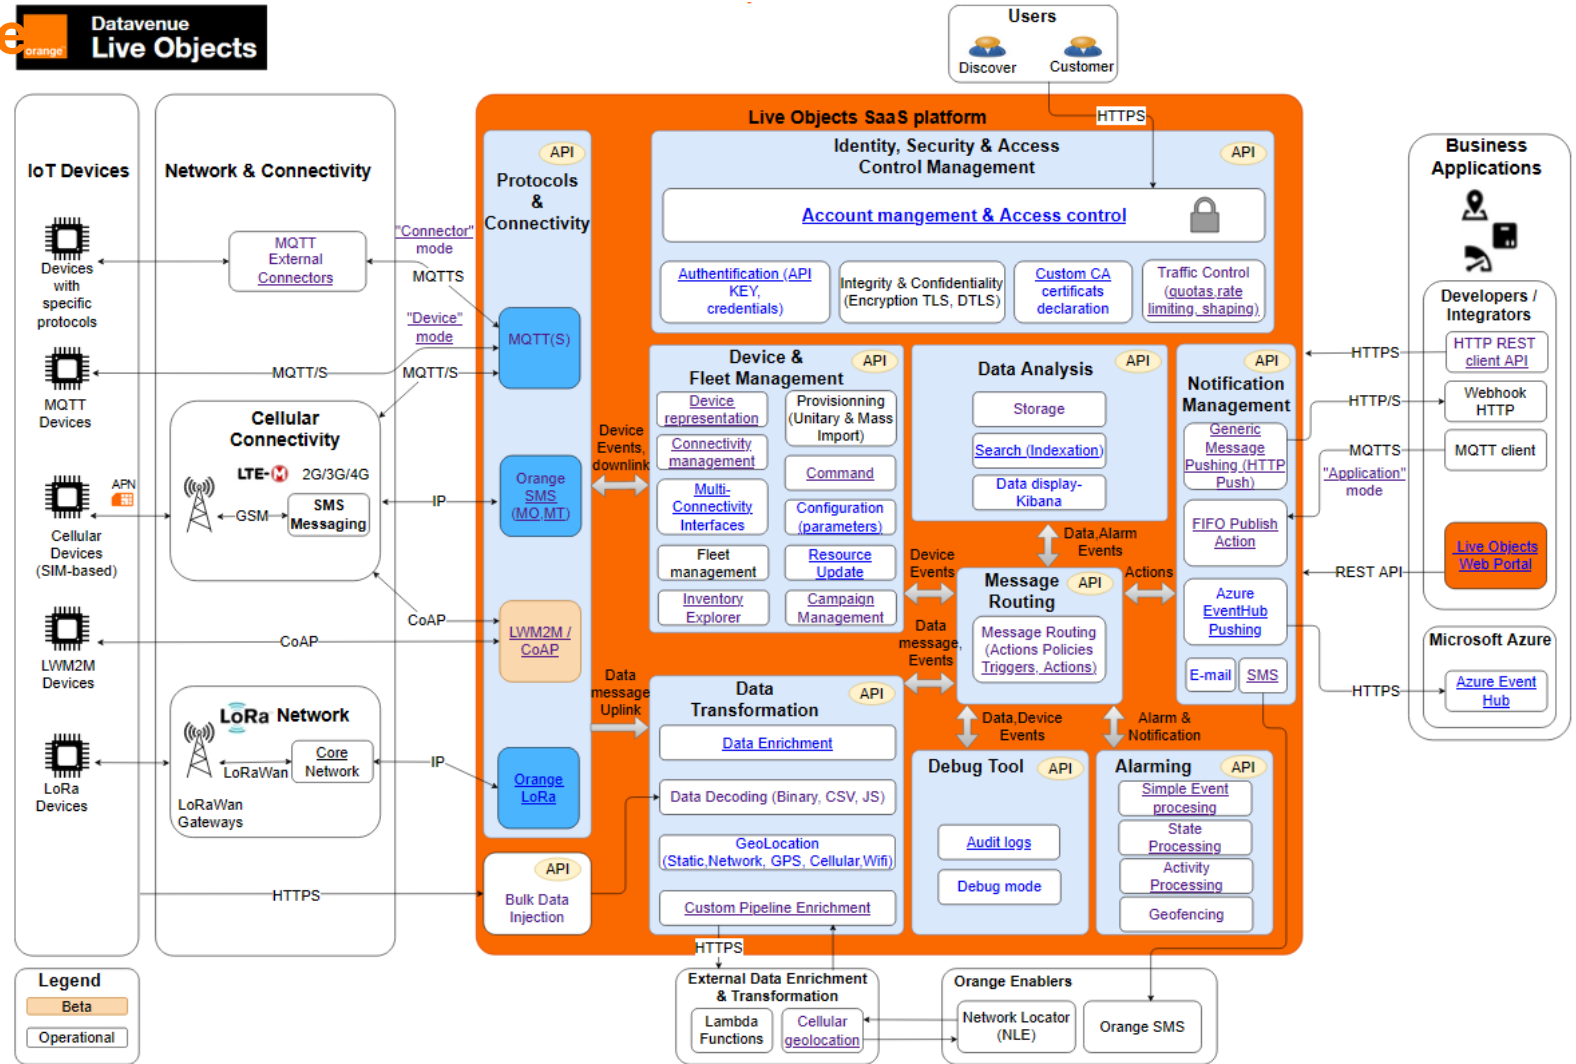 e
orange
Datavenue
Live Objects
Users
Discover
Customer
HTTPS
IoT Devices
Devices
with
specific
protocols
MQTT
Devices
APN
Cellular
Devices
(SIM-based)
LWM2M
Devices
LoRa
Devices
Network & Connectivity
MQTT
External
Connectors
"Connector"
mode
MQTTS
"Device"
mode
MQTT/S
MQTT/S
Cellular
Connectivity
LTE-M
2G/3G/4G
GSM
SMS
Messaging
IP
CoAP
CoAP
LoRa Network
LoRaWan
Core
Network
LoRaWan
Gateways
IP
HTTPS
Live Objects SaaS platform
API
Protocols
&
Connectivity
MQTT(S)
Orange
SMS
(MO,MT)
LWM2M /
CoAP
Orange
LoRa
API
Bulk Data
Injection
Identity, Security & Access
Control Management
API
Account mangement & Access control
Authentification (API
KEY,
credentials)
Integrity & Confidentiality
(Encryption TLS, DTLS)
Custom CA
certificats
declaration
Traffic Control
(quotas,rate
limiting, shaping)
Device
Events,
downlink
Device &
Fleet Management
API
Device
representation
Provisionning
(Unitary & Mass
Import)
Connectivity
management
Command
Multi-
Connectivity
Interfaces
Configuration
(parameters)
Fleet
management
Resource
Update
Inventory
Explorer
Campaign
Management
Data Analysis
API
Storage
Search (Indexation)
Data display-
Kibana
Data,Alarm
Events
Device
Events
Message
Routing
API
Message Routing
(Actions Policies
Triggers, Actions)
Actions
Data
message,
Events
API
Notification
Management
Generic
Message
Pushing (HTTP
Push)
FIFO Publish
Action
Azure
EventHub
Pushing
E-mail
SMS
Data
message
Uplink
Data
Transformation
API
Data Enrichment
Data Decoding (Binary, CSV, JS)
GeoLocation
(Static,Network, GPS, Cellular,Wifi)
Custom Pipeline Enrichment
Data,Device
Events
Alarm &
Notification
Debug Tool
API
Audit logs
Debug mode
Alarming
API
Simple Event
procesing
State
Processing
Activity
Processing
Geofencing
HTTPS
HTTP/S
MQTTS
"Application"
mode
REST API
HTTPS
Business
Applications
Developers /
Integrators
HTTP REST
client API
Webhook
HTTP
MQTT client
Live Objects
Web Portal
Microsoft Azure
Azure Event
Hub
HTTPS
External Data Enrichment
& Transformation
Lambda
Functions
Cellular
geolocation
Orange Enablers
Network Locator
(NLE)
Orange SMS
Legend
Beta
Operational